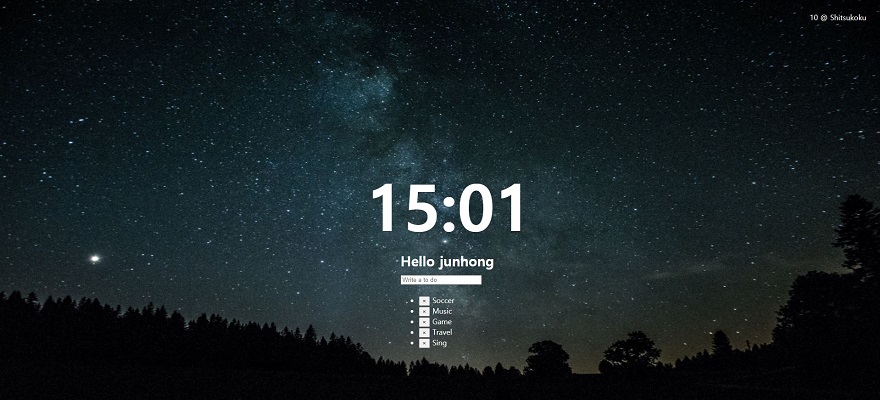 10 @ Shitsukoku
15:01
Hello junhong
Write a to do
× Soccer
× Music
× Game
× Travel
× Sing